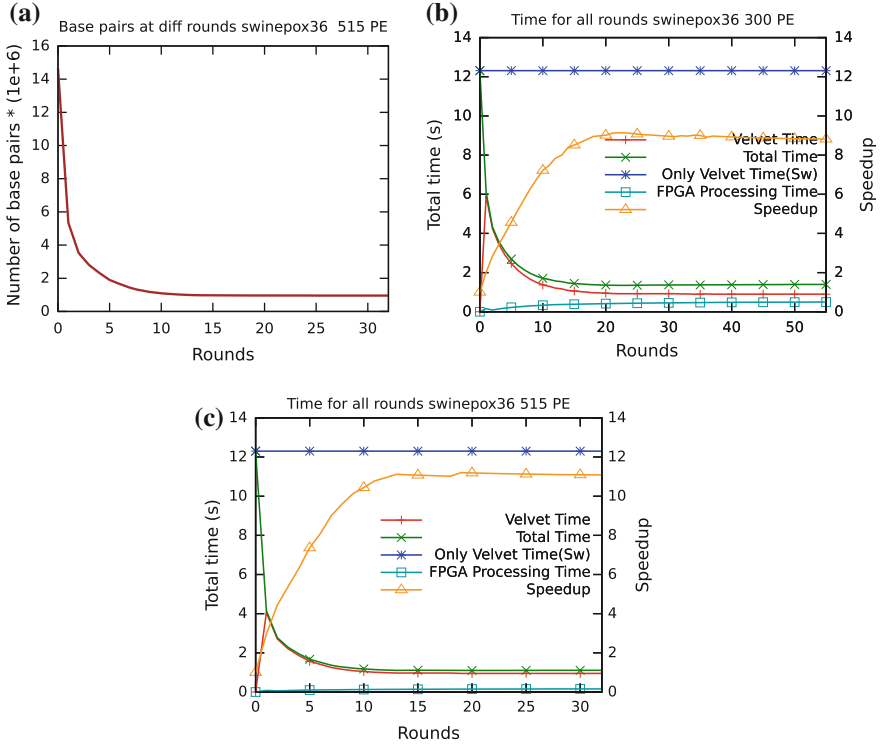 (a)
Base pairs at diff rounds swinepox36 515 PE
16
14
12
10
8
6
4
2
0
Number of base pairs * (1e+6)
0 5 10 15 20 25 30
Rounds
(b)
Time for all rounds swinepox36 300 PE
14
12
10
8
6
4
2
0
Total time (s)
Velvet Time
Total Time
Only Velvet Time(Sw)
FPGA Processing Time
Speedup
14
12
10
8
6
4
2
0
Speedup
0 10 20 30 40 50
Rounds
(c)
Time for all rounds swinepox36 515 PE
14
12
10
8
6
4
2
0
Total time (s)
Velvet Time
Total Time
Only Velvet Time(Sw)
FPGA Processing Time
Speedup
14
12
10
8
6
4
2
0
Speedup
0 5 10 15 20 25 30
Rounds